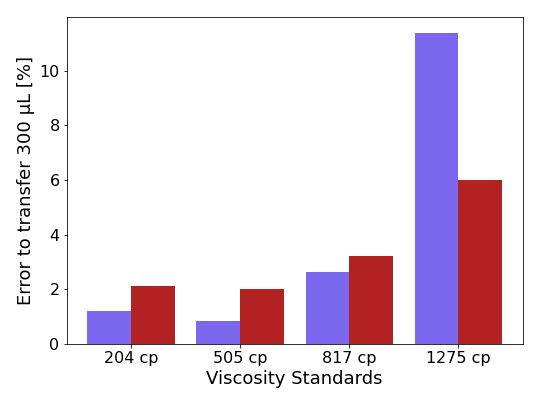 Error to transfer 300 μL [%]
10
8
6
4
2
0
204 cp 505 cp 817 cp 1275 cp
Viscosity Standards